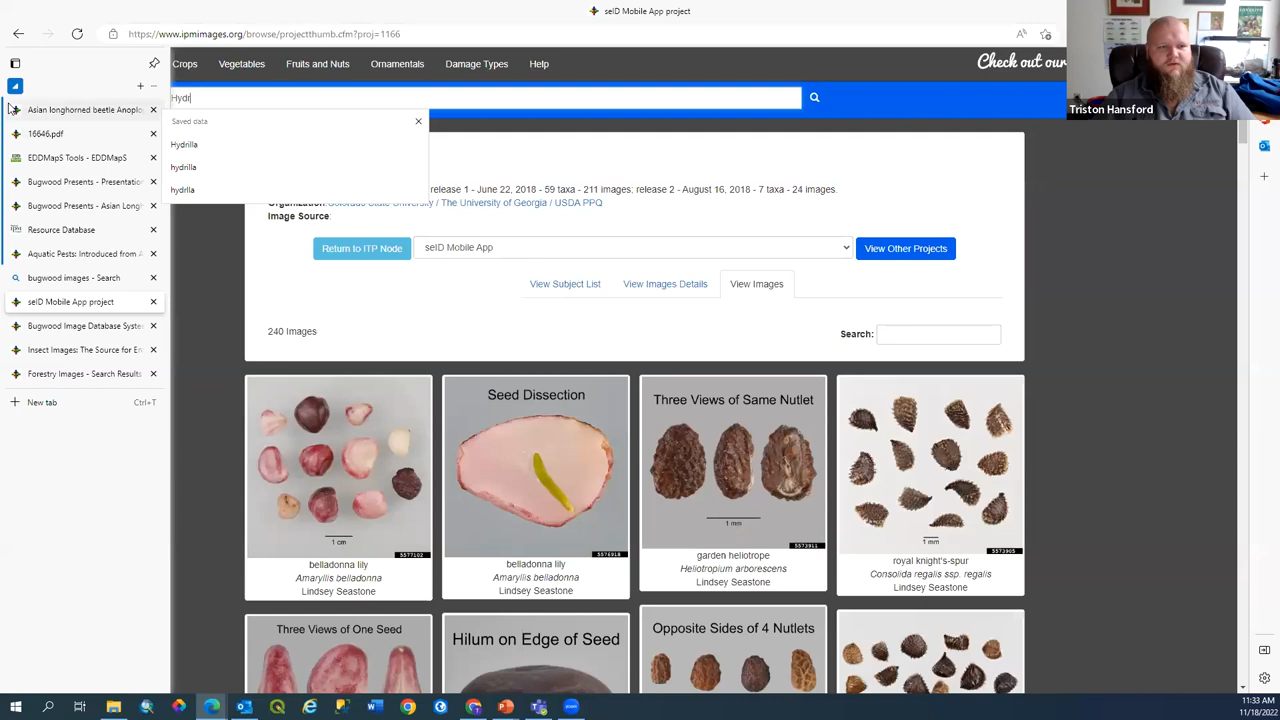 seID Mobile App project
https://www.ipmimages.org/browse/projectthumb.cfm?proj=1166
Crops Vegetables Fruits and Nuts Ornamentals Damage Types Help
Check out our
Triston Hansford
Hydr
Saved data
Hydrilla
hydrilla
hydrlla
Asian longhorned beetle Anoplo
16646.pdf
EDDMapS Tools - EDDMapS
Bugwood Presents - Presentatio
Bugwood Presents - Asian Long
Resource Database
Aquatic Pests: Introduced from A
bugwood images - Search
seID Mobile App project
Bugwood Image Database Syste
Insect Images: The Source for En
Forestry Images - Search Results
New tab Ctrl+T
release 1 - June 22, 2018 - 59 taxa - 211 images; release 2 - August 16, 2018 - 7 taxa - 24 images.
Colorado State University / The University of Georgia / USDA PPQ
Image Source:
Return to ITP Node seID Mobile App View Other Projects
View Subject List View Images Details View Images
240 Images Search:
1 cm
5577102
belladonna lily
Amaryllis belladonna
Lindsey Seastone
Seed Dissection
5576918
belladonna lily
Amaryllis belladonna
Lindsey Seastone
Three Views of Same Nutlet
1 mm
5573911
garden heliotrope
Heliotropium arborescens
Lindsey Seastone
1 mm
5573905
royal knight's-spur
Consolida regalis ssp. regalis
Lindsey Seastone
Three Views of One Seed
Hilum on Edge of Seed
Opposite Sides of 4 Nutlets
11:33 AM
11/18/2022